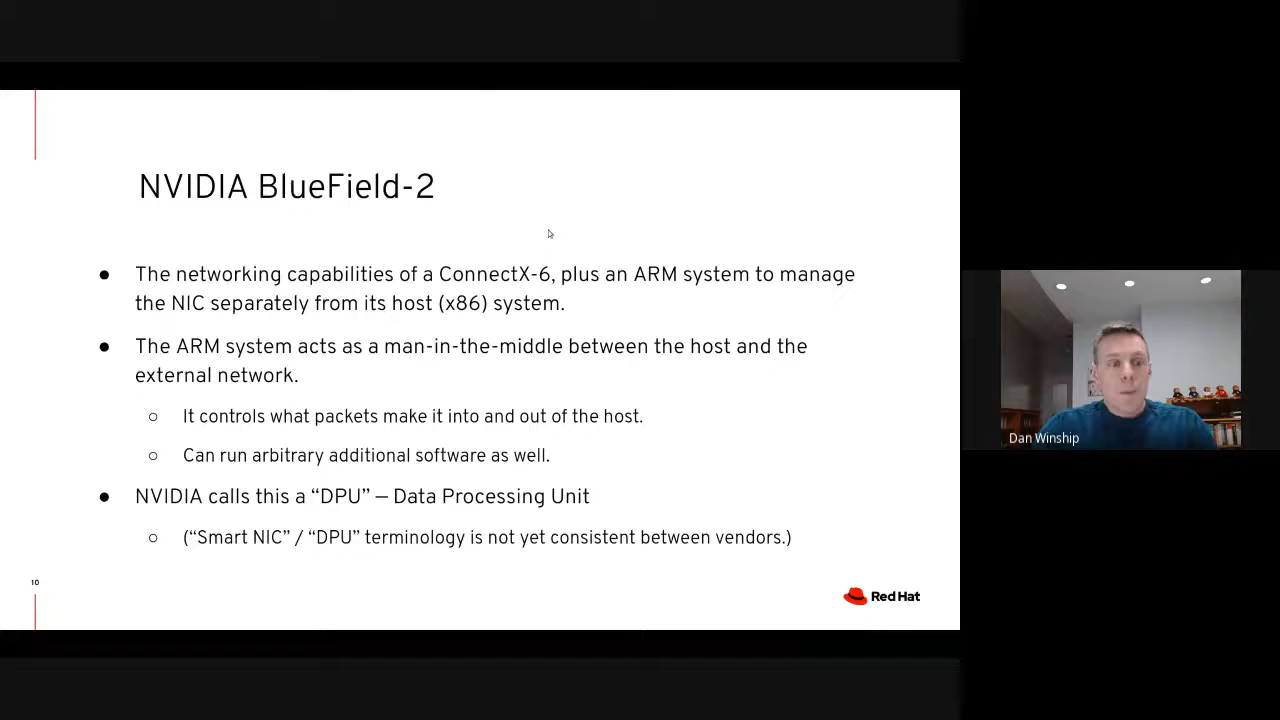 NVIDIA BlueField-2
● The networking capabilities of a ConnectX-6, plus an ARM system to manage
the NIC separately from its host (x86) system.
● The ARM system acts as a man-in-the-middle between the host and the
external network.
○ It controls what packets make it into and out of the host.
○ Can run arbitrary additional software as well.
● NVIDIA calls this a “DPU” — Data Processing Unit
○ (“Smart NIC” / “DPU” terminology is not yet consistent between vendors.)
10
Red Hat
Dan Winship